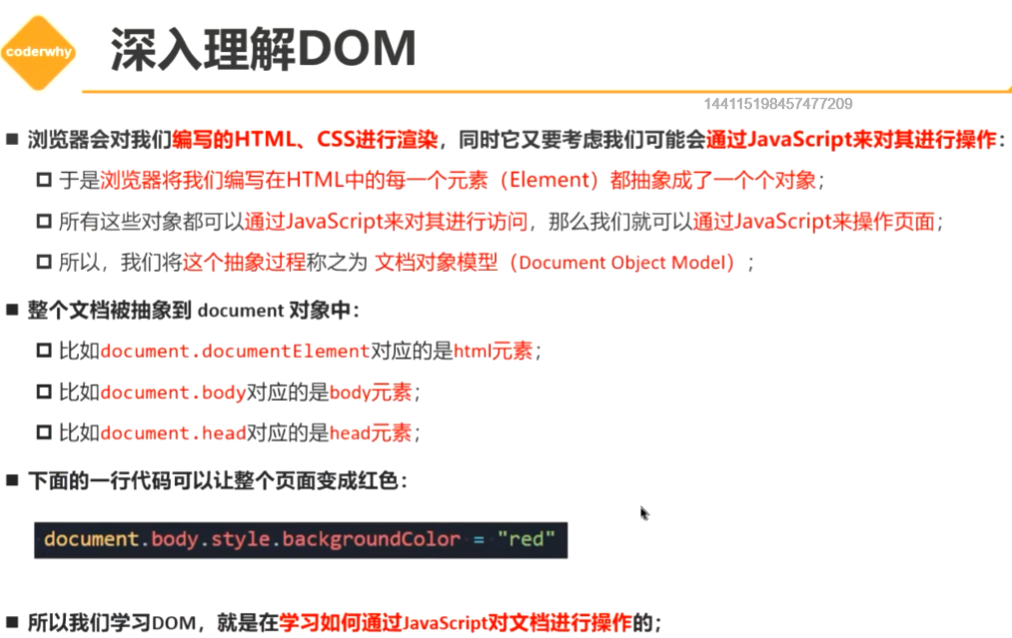 coderwhy
深入理解DOM
144115198457477209
浏览器会对我们编写的HTML、CSS进行渲染，同时它又要考虑我们可能会通过JavaScript来对其进行操作：
于是浏览器将我们编写在HTML中的每一个元素（Element）都抽象成了一个个对象；
所有这些对象都可以通过JavaScript来对其进行访问，那么我们就可以通过JavaScript来操作页面；
所以，我们将这个抽象过程称之为 文档对象模型（Document Object Model）；
整个文档被抽象到 document 对象中：
比如document.documentElement对应的是html元素；
比如document.body对应的是body元素；
比如document.head对应的是head元素；
下面的一行代码可以让整个页面变成红色：
document.body.style.backgroundColor = "red"
所以我们学习DOM，就是在学习如何通过JavaScript对文档进行操作的；